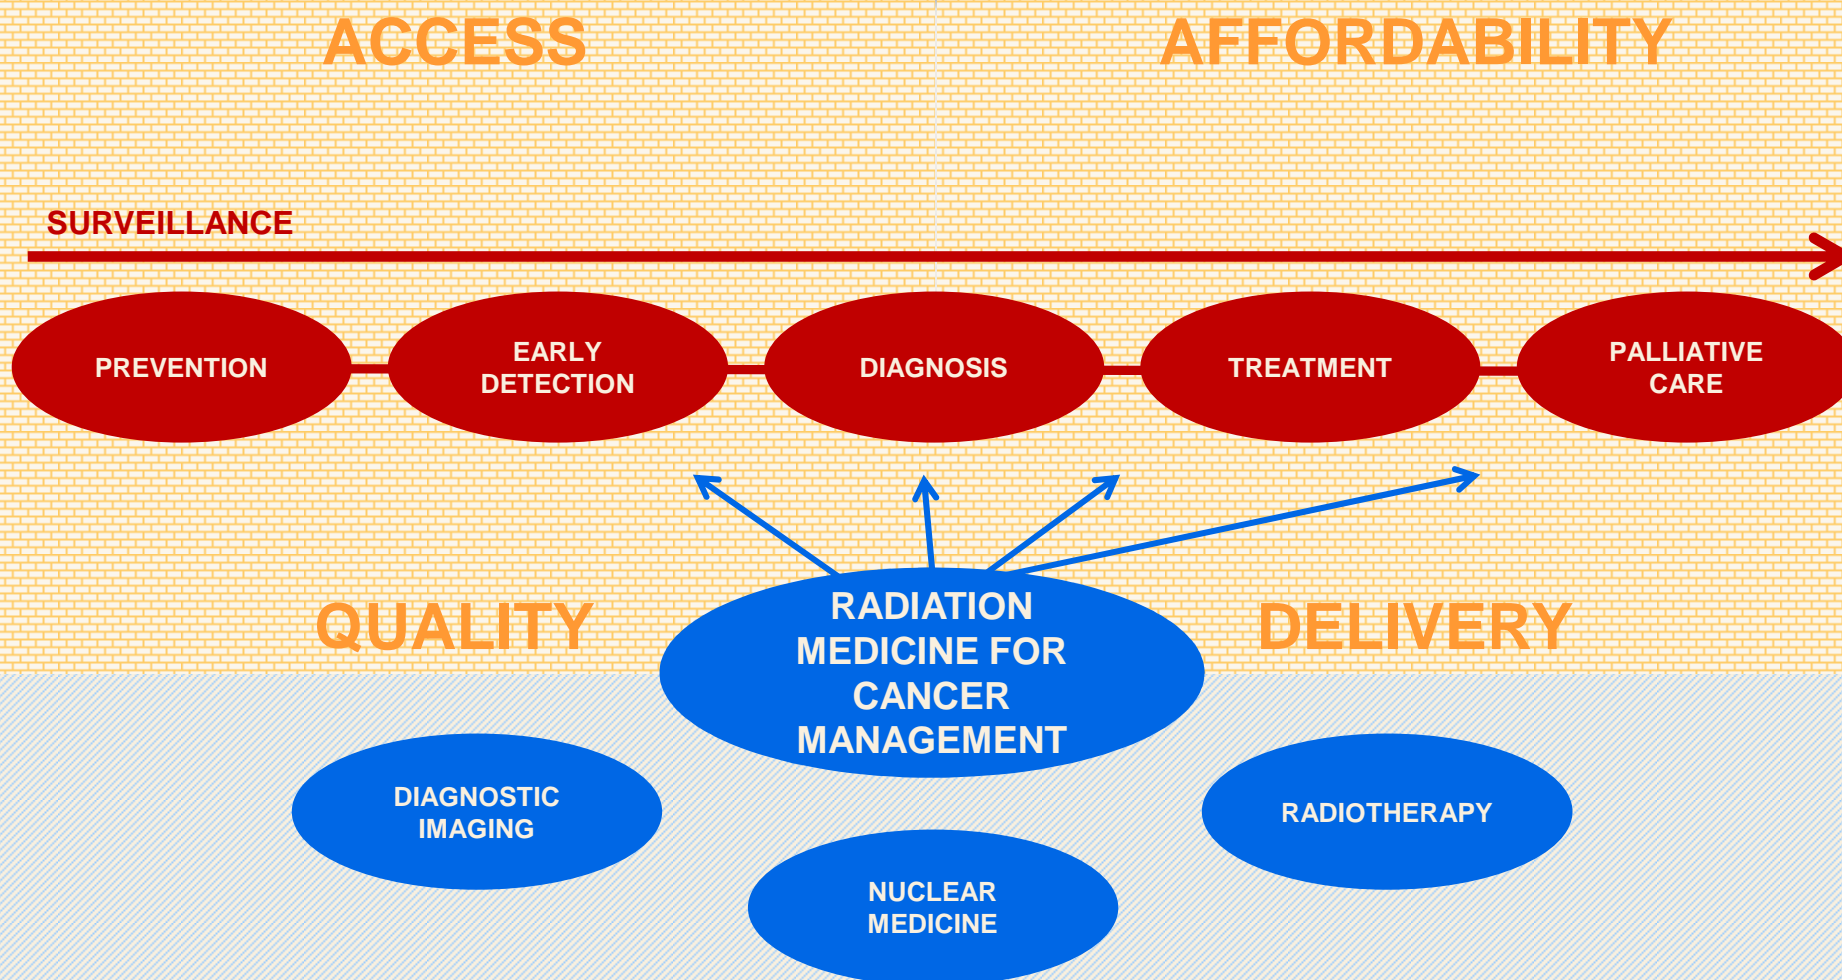 ACCESS
AFFORDABILITY
SURVEILLANCE
PREVENTION
EARLY
DETECTION
DIAGNOSIS
TREATMENT
PALLIATIVE
CARE
QUALITY
RADIATION
MEDICINE FOR
CANCER
MANAGEMENT
DELIVERY
DIAGNOSTIC
IMAGING
NUCLEAR
MEDICINE
RADIOTHERAPY